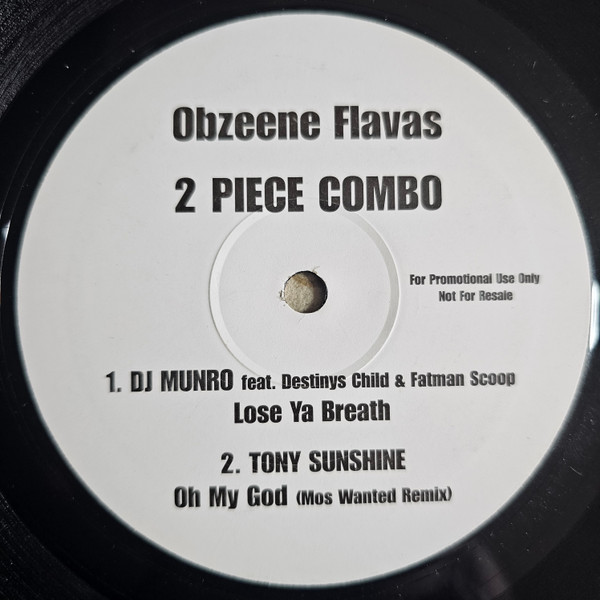 Obzeene Flavas
2 PIECE COMBO
For Promotional Use Only
Not For Resale
1. DJ MUNRO feat. Destinys Child & Fatman Scoop
Lose Ya Breath
2. TONY SUNSHINE
Oh My God (Mos Wanted Remix)